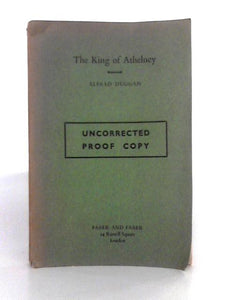 The King of Athelney
ALFRED DUGGAN
UNCORRECTED
PROOF COPY
FABER AND FABER
24 Russell Square
London